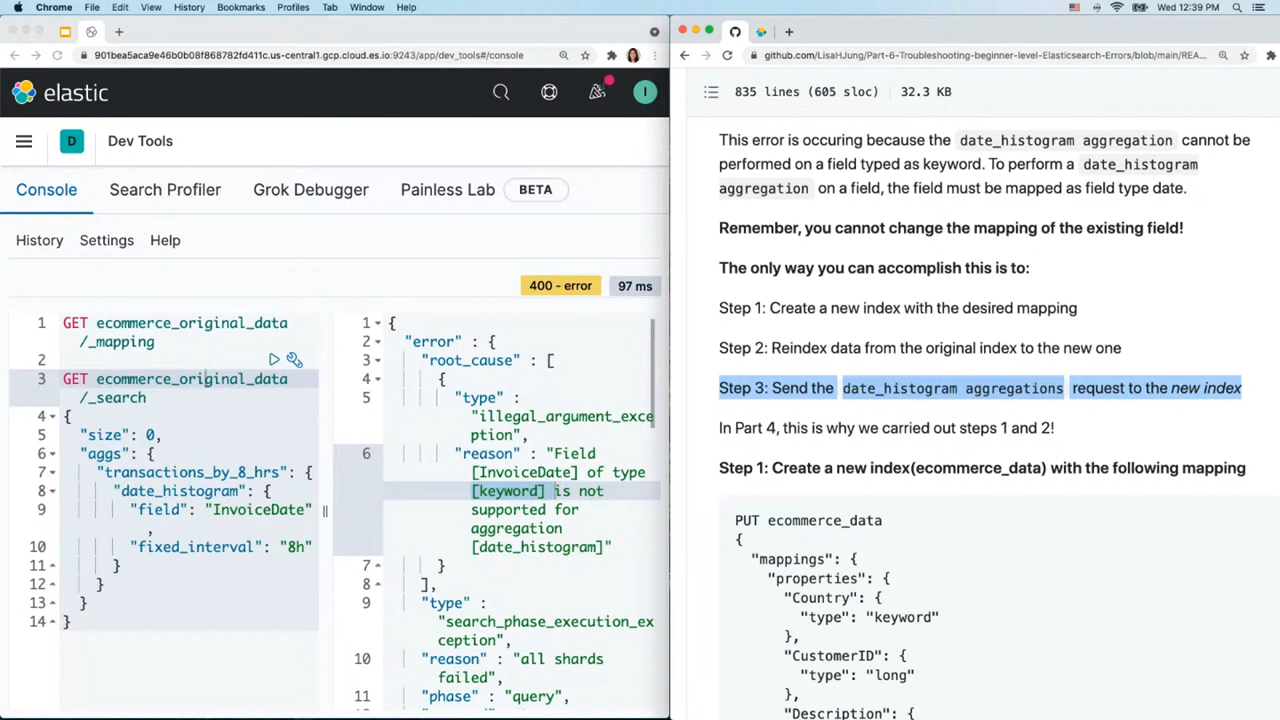 Chrome File Edit View History Bookmarks Profiles Tab Window Help Wed 12:39 PM
901bea5aca9e46b0b08f868782fd411c.us-central1.gcp.cloud.es.io:9243/app/dev_tools#/console
elastic
I
D Dev Tools
Console Search Profiler Grok Debugger Painless Lab BETA
History Settings Help
400 - error 97 ms
1 GET ecommerce_original_data
/_mapping
2
3 GET ecommerce_original_data
/_search
4 {
5 "size": 0,
6 "aggs": {
7 "transactions_by_8_hrs": {
8 "date_histogram": {
9 "field": "InvoiceDate"
,
10 "fixed_interval": "8h"
11 }
12 }
13 }
14 }
1 {
2 "error" : {
3 "root_cause" : [
4 {
5 "type" :
"illegal_argument_exce
ption",
6 "reason" : "Field
[InvoiceDate] of type
[keyword] is not
supported for
aggregation
[date_histogram]"
7 }
8 ],
9 "type" :
"search_phase_execution_ex
ception",
10 "reason" : "all shards
failed",
11 "phase" : "query",
github.com/LisaHJung/Part-6-Troubleshooting-beginner-level-Elasticsearch-Errors/blob/main/REA...
835 lines (605 sloc) 32.3 KB
This error is occuring because the date_histogram aggregation cannot be
performed on a field typed as keyword. To perform a date_histogram
aggregation on a field, the field must be mapped as field type date.
Remember, you cannot change the mapping of the existing field!
The only way you can accomplish this is to:
Step 1: Create a new index with the desired mapping
Step 2: Reindex data from the original index to the new one
Step 3: Send the date_histogram aggregations request to the new index
In Part 4, this is why we carried out steps 1 and 2!
Step 1: Create a new index(ecommerce_data) with the following mapping
PUT ecommerce_data
{
"mappings": {
"properties": {
"Country": {
"type": "keyword"
},
"CustomerID": {
"type": "long"
},
"Description": {